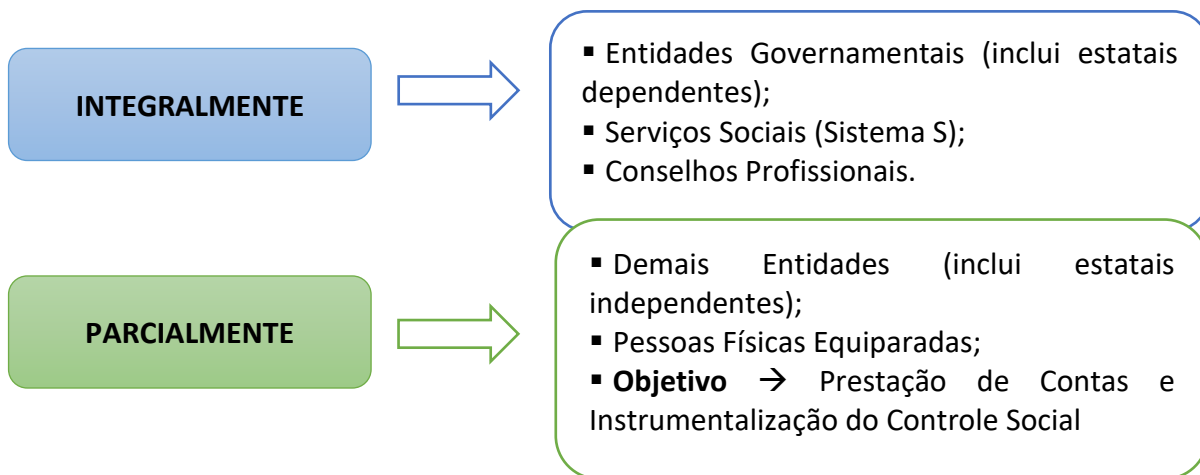 INTEGRALMENTE
▪ Entidades Governamentais (inclui estatais
dependentes);
▪ Serviços Sociais (Sistema S);
▪ Conselhos Profissionais.
PARCIALMENTE
▪ Demais Entidades (inclui estatais
independentes);
▪ Pessoas Físicas Equiparadas;
▪ Objetivo → Prestação de Contas e
Instrumentalização do Controle Social